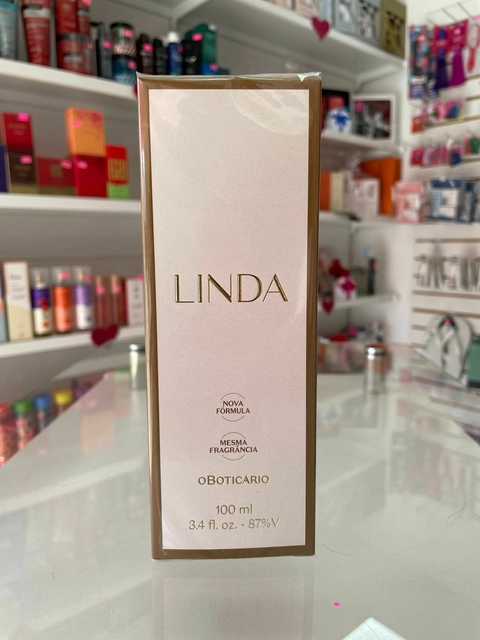 LINDA
NOVA
FÓRMULA
MESMA
FRAGRÂNCIA
oBOTICÁRIO
100 ml
3.4 fl. oz. - 87%V